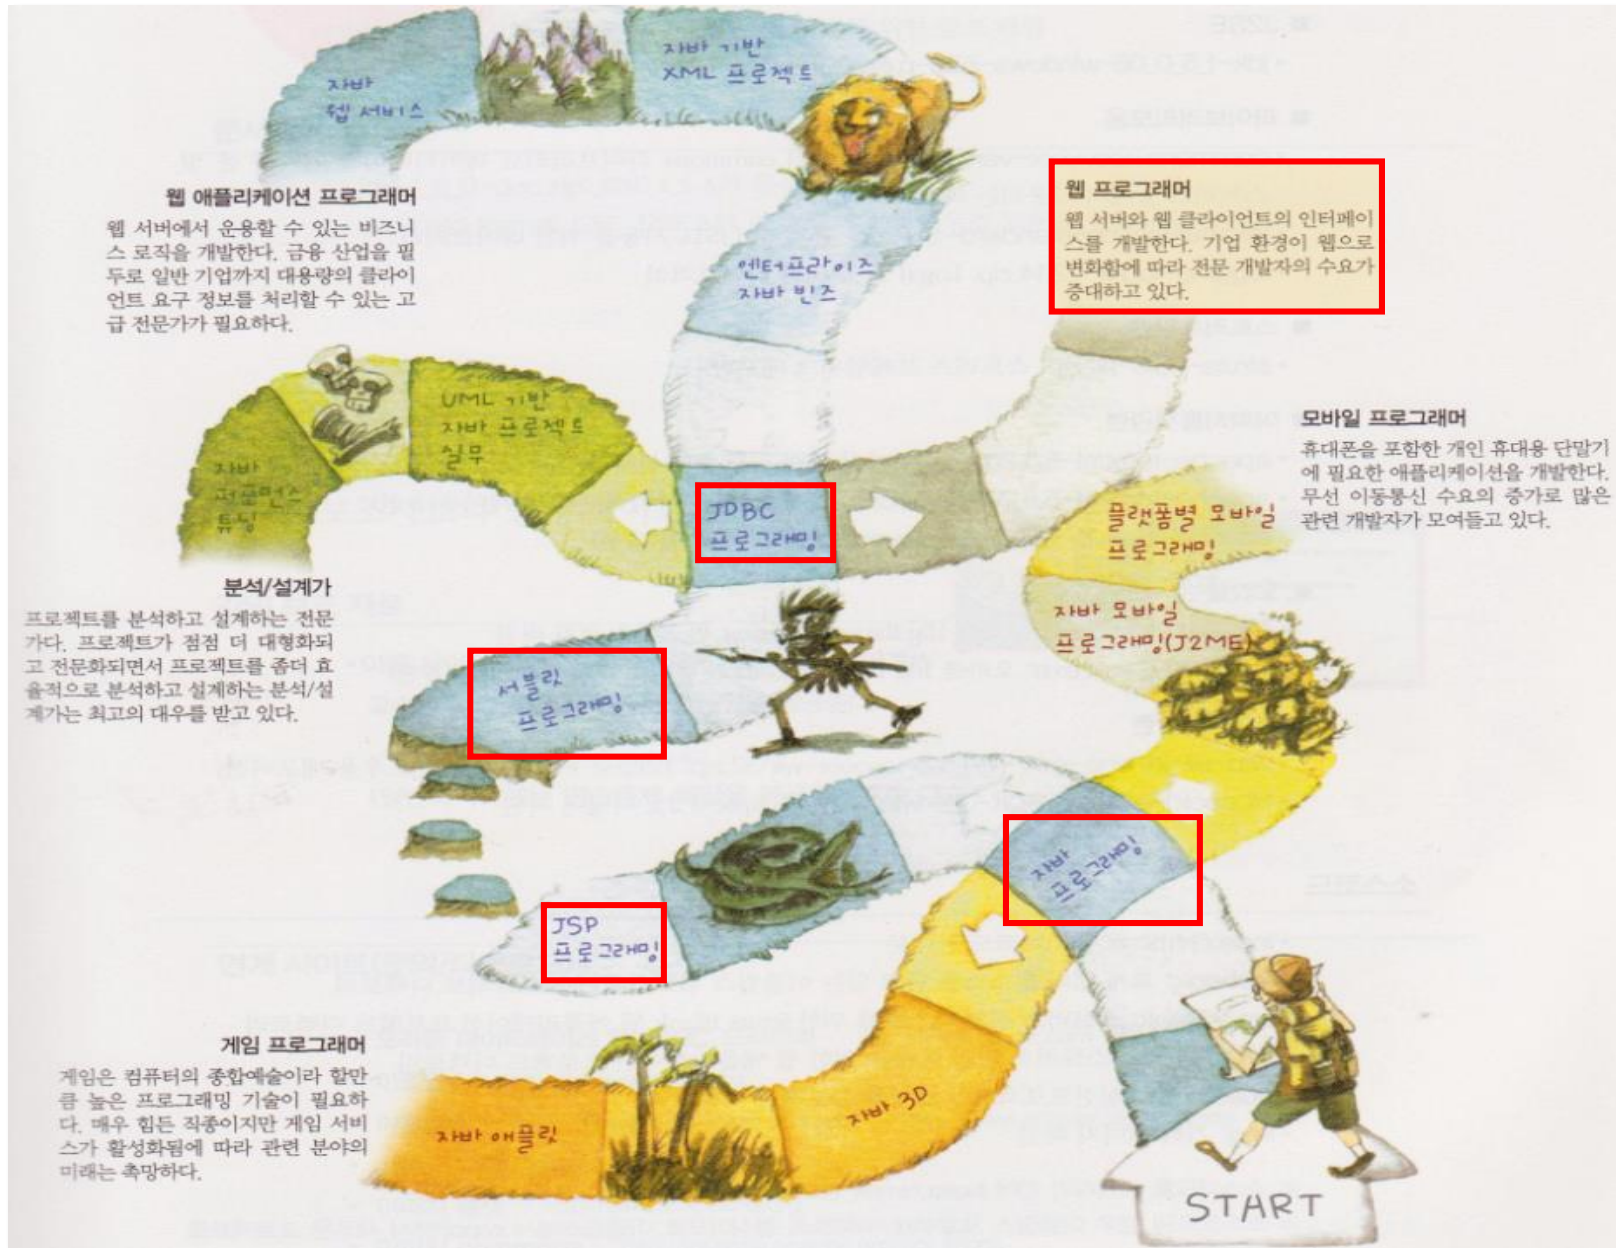 자바
웹 서비스
자바 기반
XML 프로젝트
웹 애플리케이션 프로그래머
웹 서버에서 운용할 수 있는 비즈니
스 로직을 개발한다. 금융 산업을 필
두로 일반 기업까지 대용량의 클라이
언트 요구 정보를 처리할 수 있는 고
급 전문가가 필요하다.
엔터프라이즈
자바 빈즈
웹 프로그래머
웹 서버와 웹 클라이언트의 인터페이
스를 개발한다. 기업 환경이 웹으로
변화함에 따라 전문 개발자의 수요가
증대하고 있다.
UML 기반
자바 프로젝트
실무
자바
퍼포먼스
튜닝
JDBC
프로그래밍
모바일 프로그래머
휴대폰을 포함한 개인 휴대용 단말기
에 필요한 애플리케이션을 개발한다.
무선 이동통신 수요의 증가로 많은
관련 개발자가 모여들고 있다.
플랫폼별 모바일
프로그래밍
자바 모바일
프로그래밍(J2ME)
분석/설계가
프로젝트를 분석하고 설계하는 전문
가다. 프로젝트가 점점 더 대형화되
고 전문화되면서 프로젝트를 좀더 효
율적으로 분석하고 설계하는 분석/설
계가는 최고의 대우를 받고 있다.
서블릿
프로그래밍
자바
프로그래밍
JSP
프로그래밍
게임 프로그래머
게임은 컴퓨터의 종합예술이라 할만
큼 높은 프로그래밍 기술이 필요하
다. 매우 힘든 직종이지만 게임 서비
스가 활성화됨에 따라 관련 분야의
미래는 촉망하다.
자바 애플릿
자바 3D
START